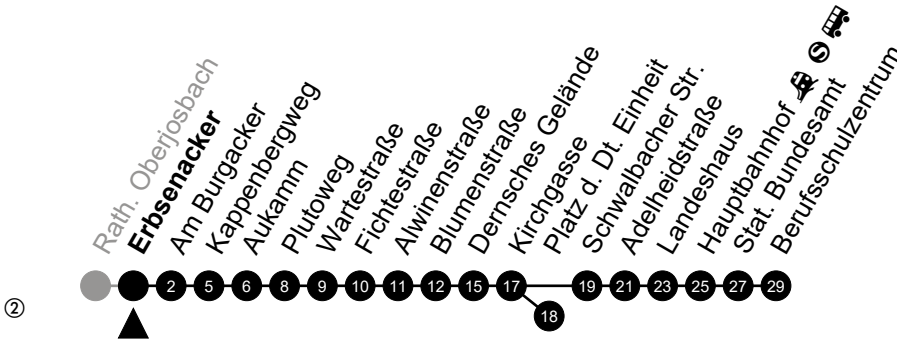 Rath. Oberjosbach
Erbsenacker
Am Burgacker
Kappenbergweg
Aukamm
Plutoweg
Wartestraße
Fichtestraße
Alwinenstraße
Blumenstraße
Dernsches Gelände
Kirchgasse
Platz d. Dt. Einheit
Schwalbacher Str.
Adelheidstraße
Landeshaus
Hauptbahnhof S
Stat. Bundesamt
Berufsschulzentrum
2 5 6 8 9 10 11 12 15 17 19 21 23 25 27 29
② 18